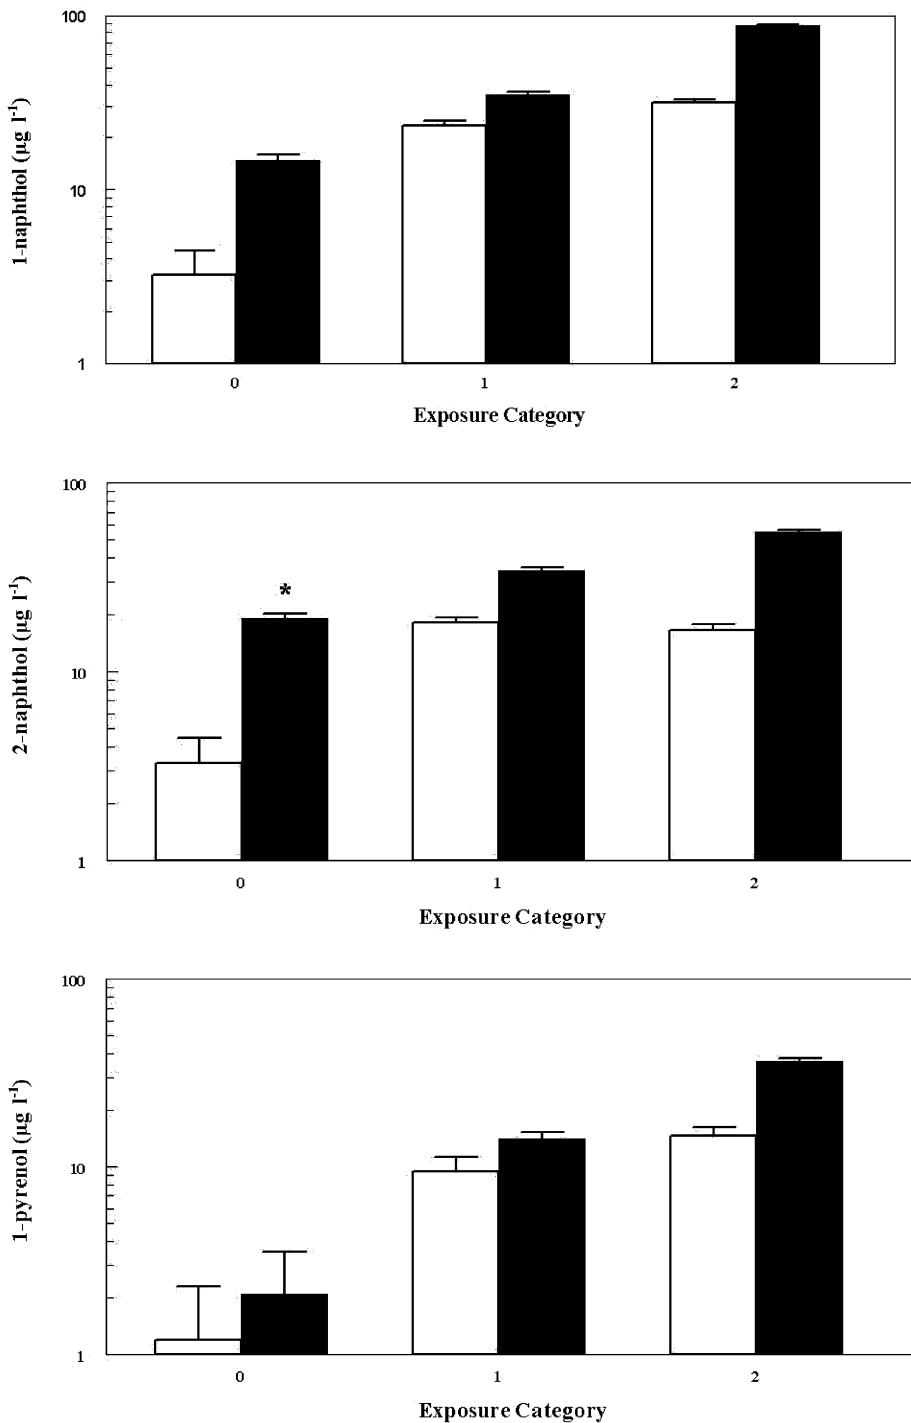 100
10
1
1-naphthol (µg l⁻¹)
0 1 2
Exposure Category
100
10
1
2-naphthol (µg l⁻¹)
*
0 1 2
Exposure Category
100
10
1
1-pyrenol (µg l⁻¹)
0 1 2
Exposure Category